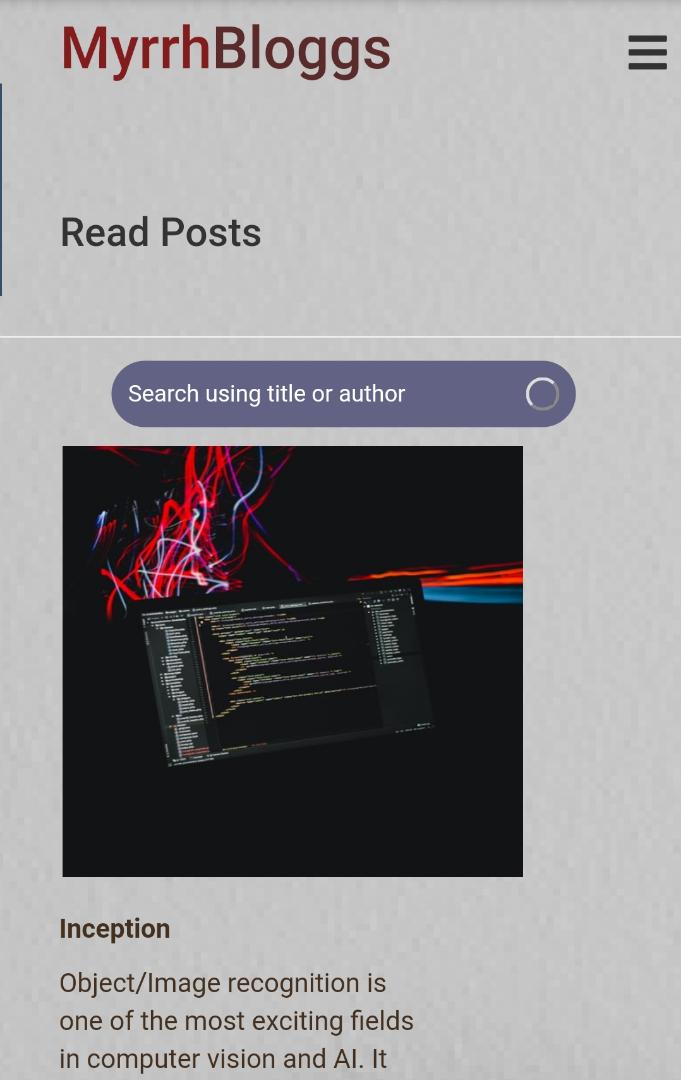 MyrrhBloggs
Read Posts
Search using title or author
Inception
Object/Image recognition is
one of the most exciting fields
in computer vision and AI. It